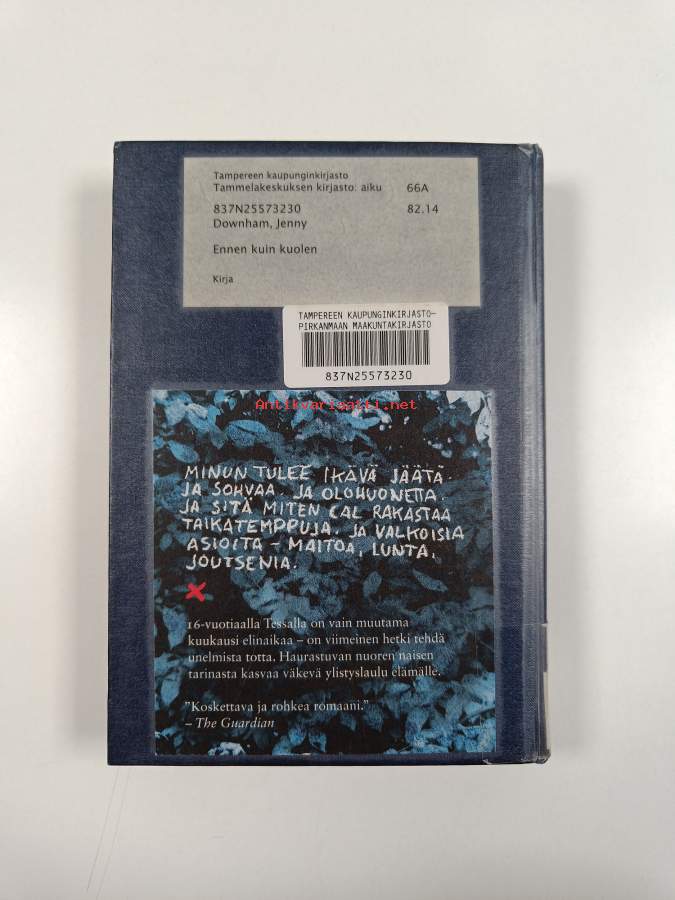 Tampereen kaupunginkirjasto
Tammelakeskuksen kirjasto: aiku 66A
837N25573230 82.14
Downham, Jenny
Ennen kuin kuolen
Kirja
TAMPEREEN KAUPUNGINKIRJASTO-
PIRKANMAAN MAAKUNTAKIRJASTO
837N25573230
Antikvariaatti.net
MINUN TULEE IKÄVÄ JÄÄTÄ.
JA SOHVAA. JA OLOHUONETTA.
JA SITÄ MITEN CAL RAKASTAA
TAIKATEMPPUJA. JA VALKOISIA
ASIOITA – MAITOA, LUNTA,
JOUTSENIA.
16-vuotiaalla Tessalla on vain muutama
kuukausi elinaikaa – on viimeinen hetki tehdä
unelmista totta. Haurastuvan nuoren naisen
tarinasta kasvaa väkevä ylistyslaulu elämälle.
"Koskettava ja rohkea romaani."
– The Guardian